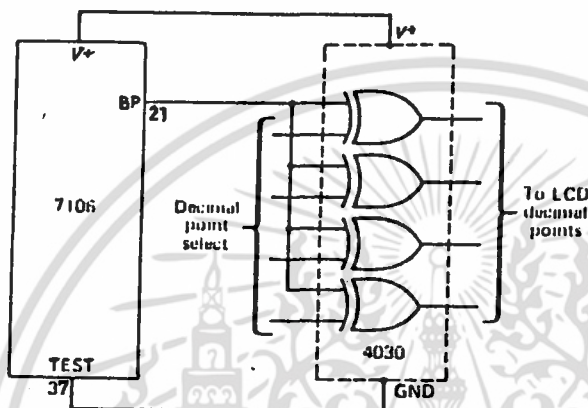 V+
V+
BP
21
7106
Decimal
point
select
To LCD
decimal
points
4030
TEST
37
GND